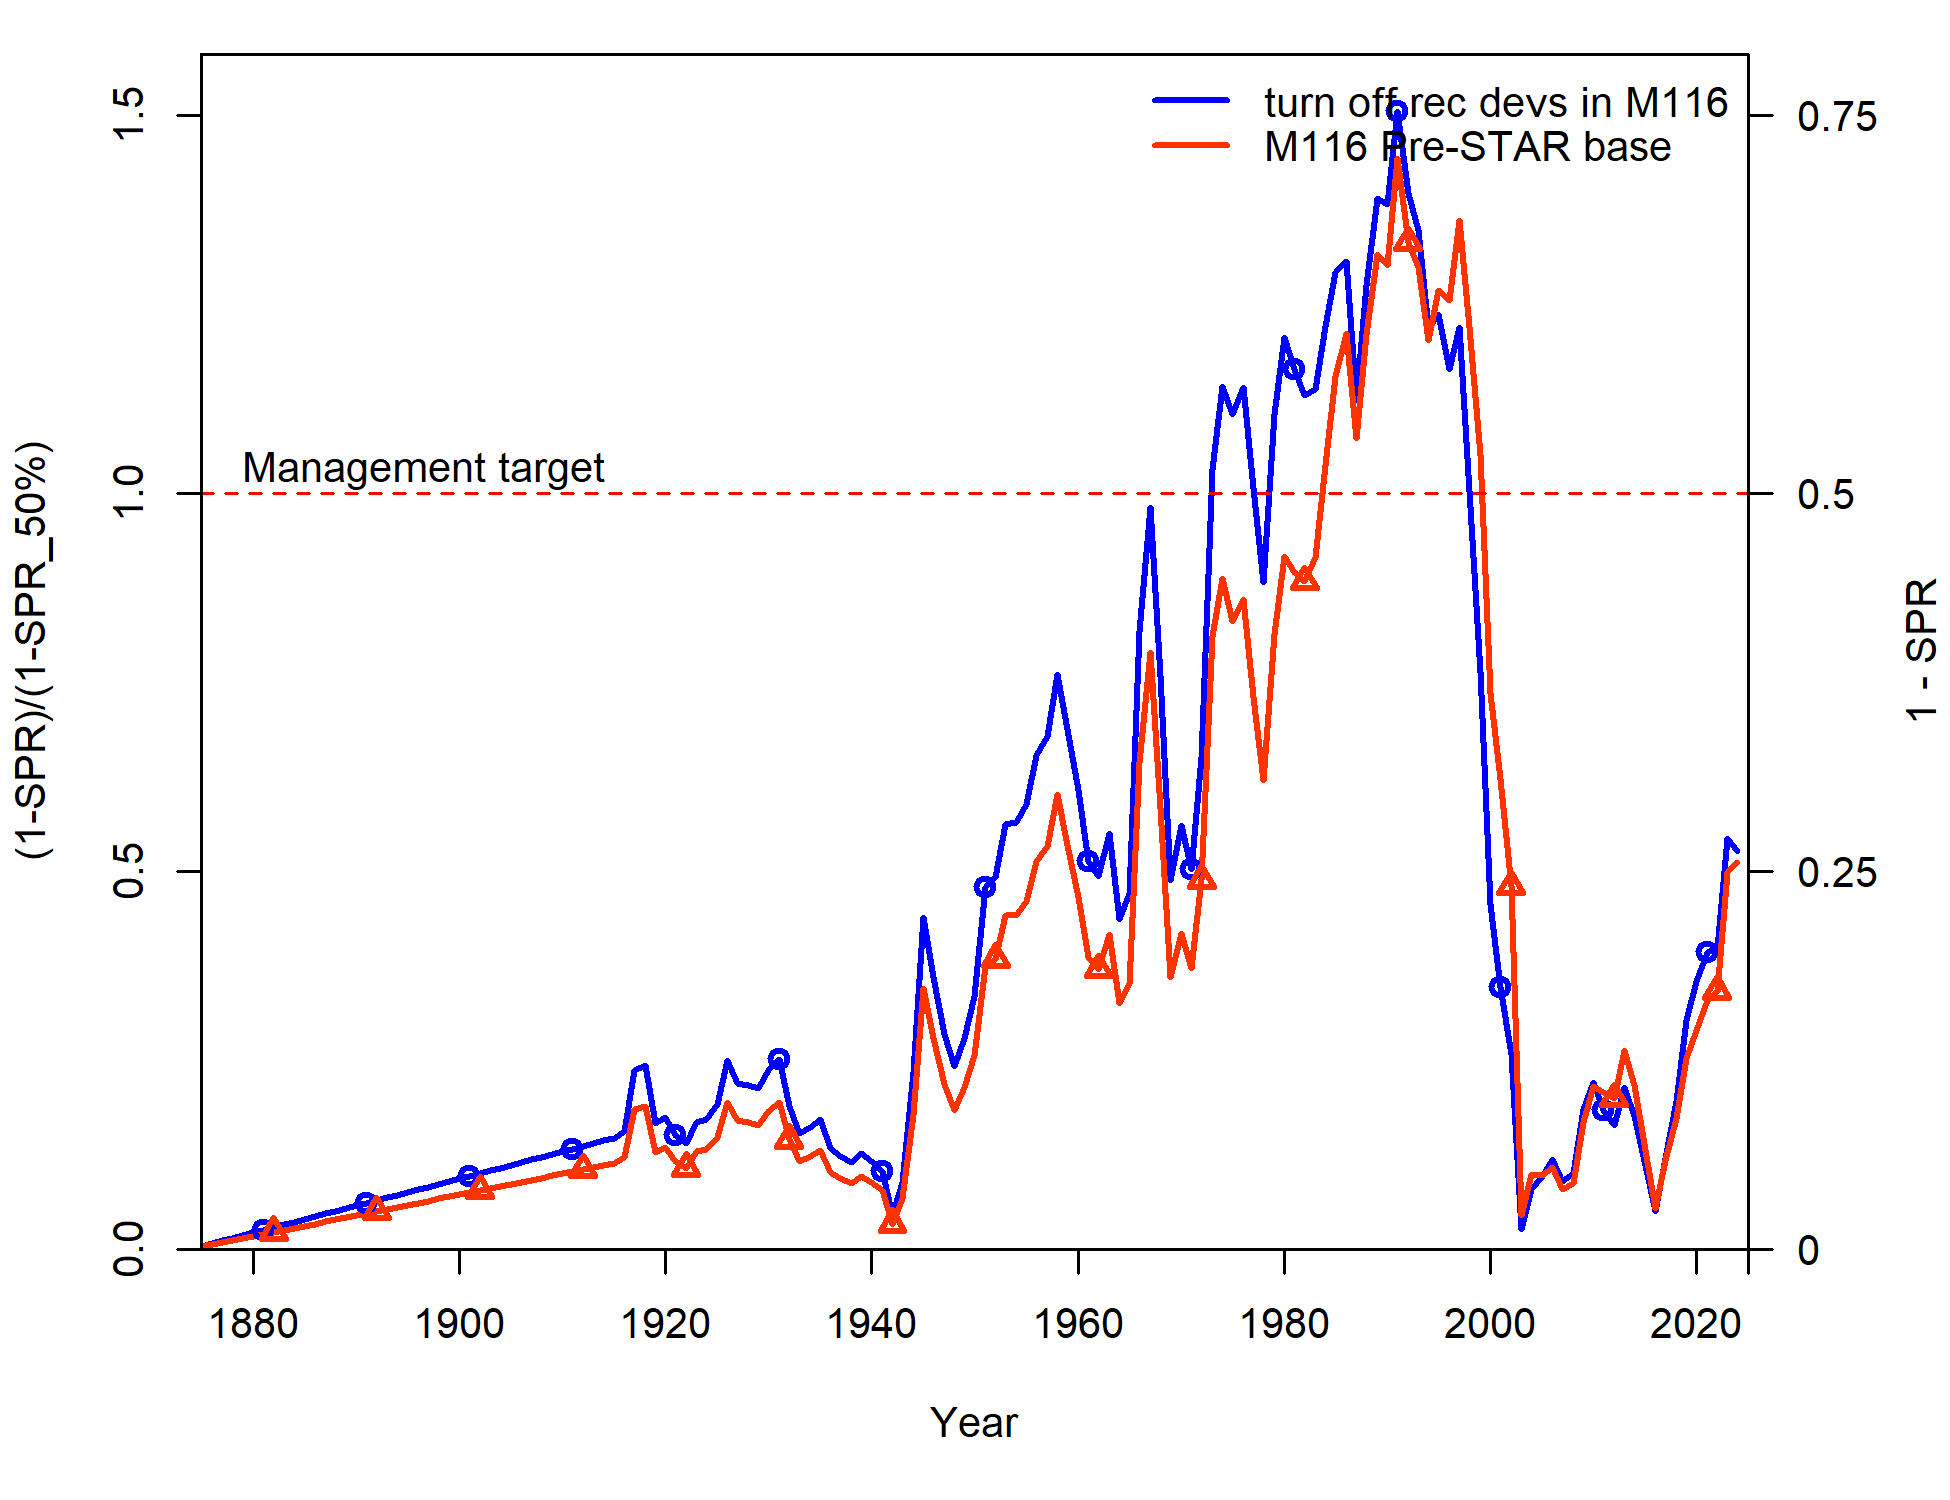 turn off rec devs in M116
M116 Pre-STAR base
Management target
(1-SPR)/(1-SPR_50%)
0.0
0.5
1.0
1.5
1 - SPR
0
0.25
0.5
0.75
1880
1900
1920
1940
1960
1980
2000
2020
Year